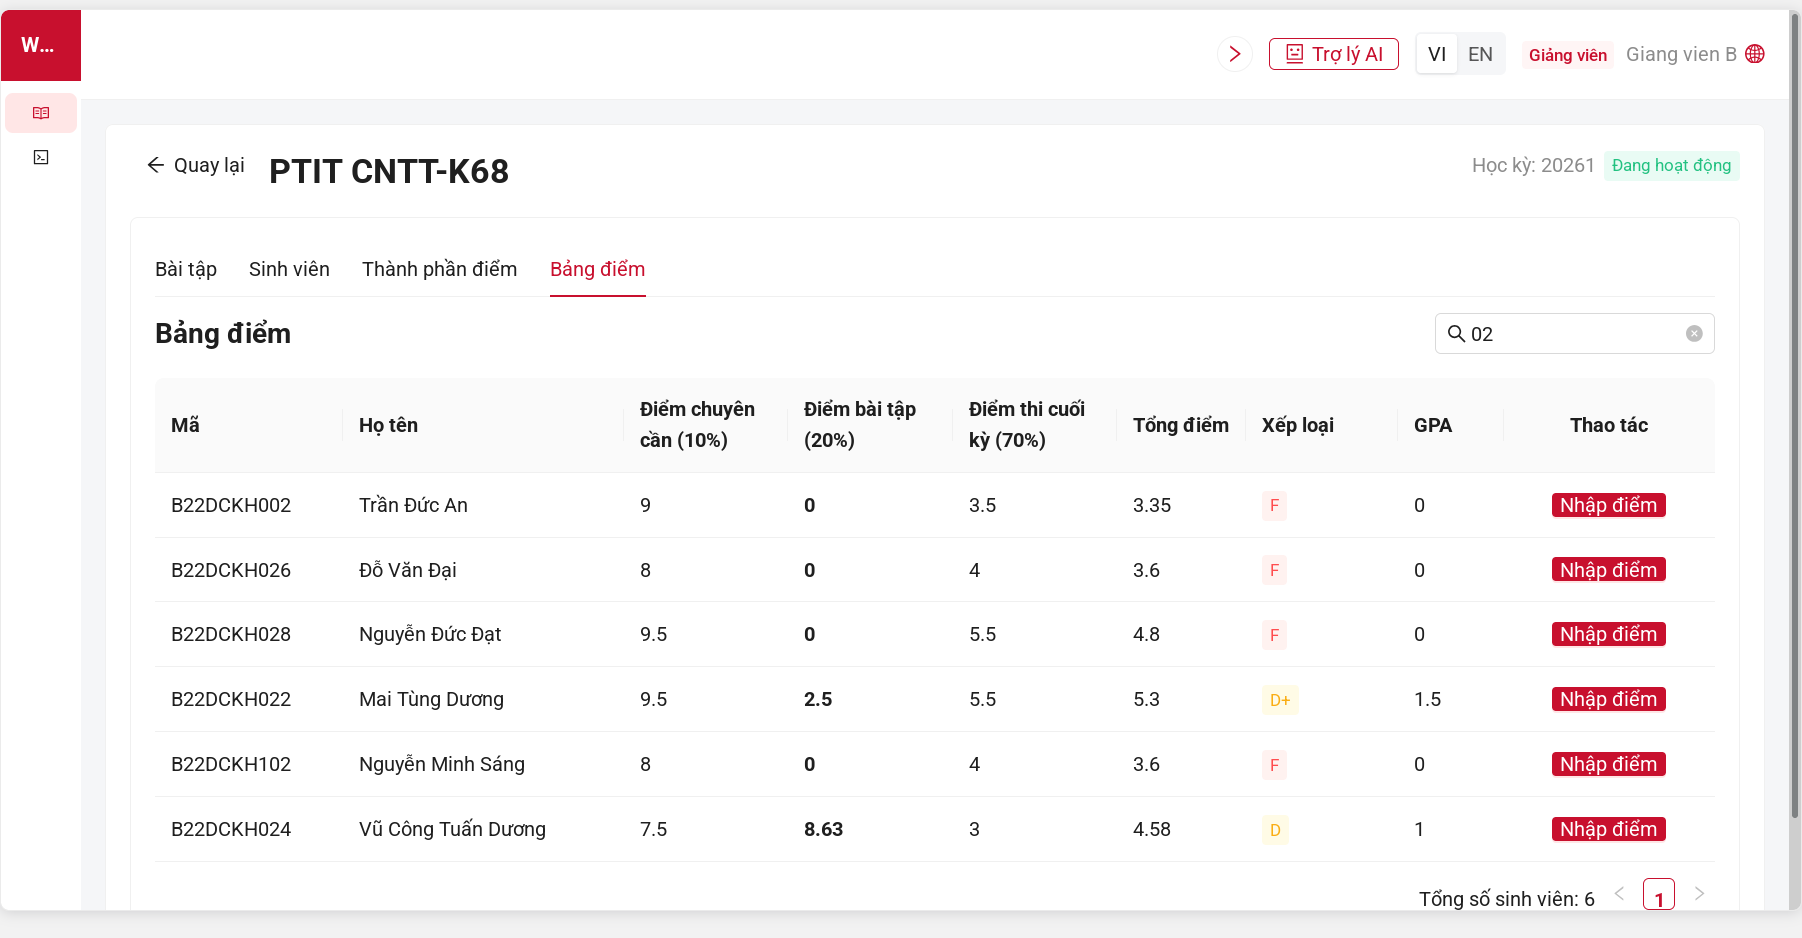 W...
Trợ lý AI
VI
EN
Giảng viên
Giang vien B
Quay lại
PTIT CNTT-K68
Học kỳ: 20261
Đang hoạt động
Bài tập
Sinh viên
Thành phần điểm
Bảng điểm
Bảng điểm
02
Mã
Họ tên
Điểm chuyên
cần (10%)
Điểm bài tập
(20%)
Điểm thi cuối
kỳ (70%)
Tổng điểm
Xếp loại
GPA
Thao tác
B22DCKH002 Trần Đức An 9 0 3.5 3.35 F 0 Nhập điểm
B22DCKH026 Đỗ Văn Đại 8 0 4 3.6 F 0 Nhập điểm
B22DCKH028 Nguyễn Đức Đạt 9.5 0 5.5 4.8 F 0 Nhập điểm
B22DCKH022 Mai Tùng Dương 9.5 2.5 5.5 5.3 D+ 1.5 Nhập điểm
B22DCKH102 Nguyễn Minh Sáng 8 0 4 3.6 F 0 Nhập điểm
B22DCKH024 Vũ Công Tuấn Dương 7.5 8.63 3 4.58 D 1 Nhập điểm
Tổng số sinh viên: 6
1